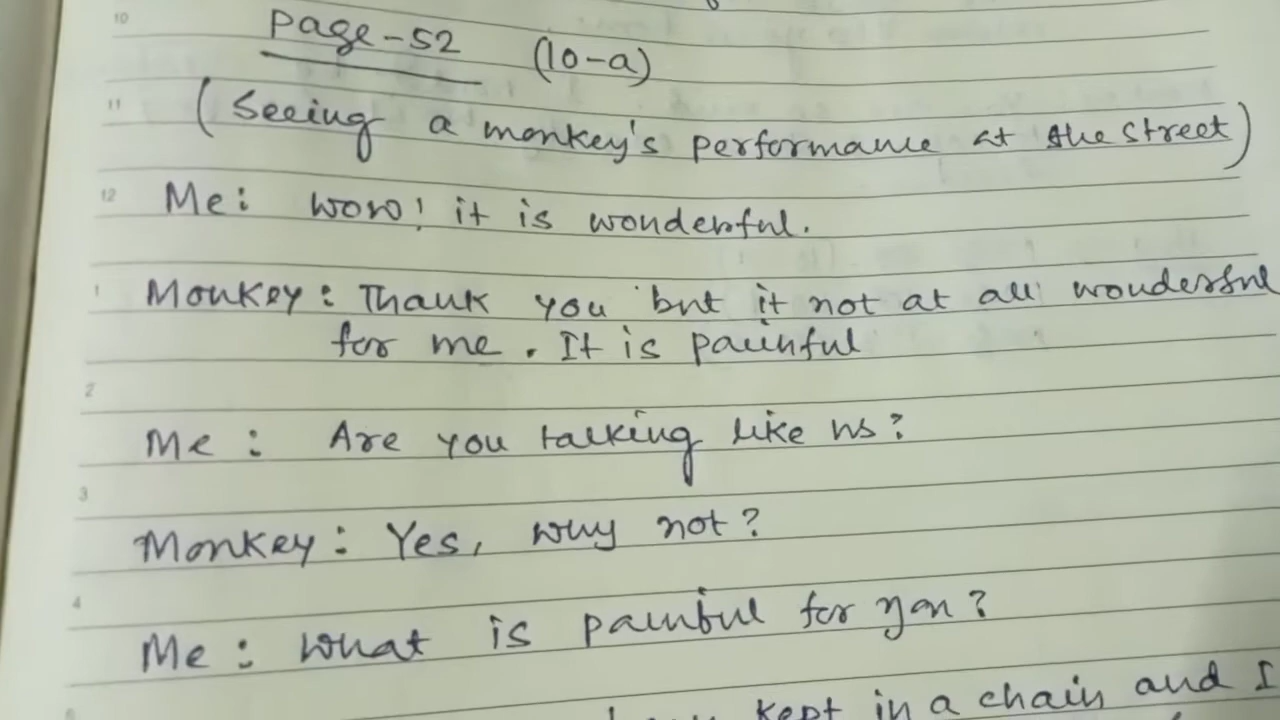 Page-52 (10-a)
(Seeing a monkey's performance at the street)
Me: wow! it is wonderful.
Monkey: Thank you but it not at all wonderful
for me. It is painful
Me: Are you talking like us?
Monkey: Yes, why not?
Me: What is painful for you?
kept in a chain and I